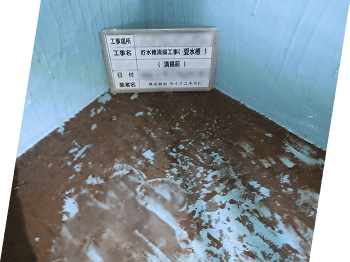 工事場所
工事名 貯水槽清掃工事(受水槽)
(清掃前)
日付
業者名 株式会社ライフコネクト